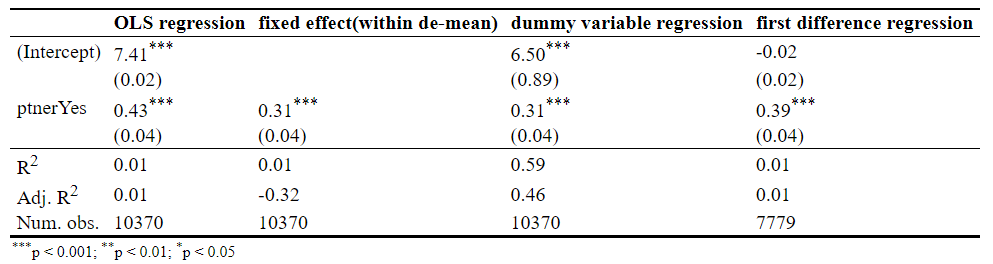 OLS regression fixed effect(within de-mean) dummy variable regression first difference regression
(Intercept) 7.41*** 6.50*** -0.02
(0.02) (0.89) (0.02)
ptnerYes 0.43*** 0.31*** 0.31*** 0.39***
(0.04) (0.04) (0.04) (0.04)
R2 0.01 0.01 0.59 0.01
Adj. R2 0.01 -0.32 0.46 0.01
Num. obs. 10370 10370 10370 7779
***p < 0.001; **p < 0.01; *p < 0.05